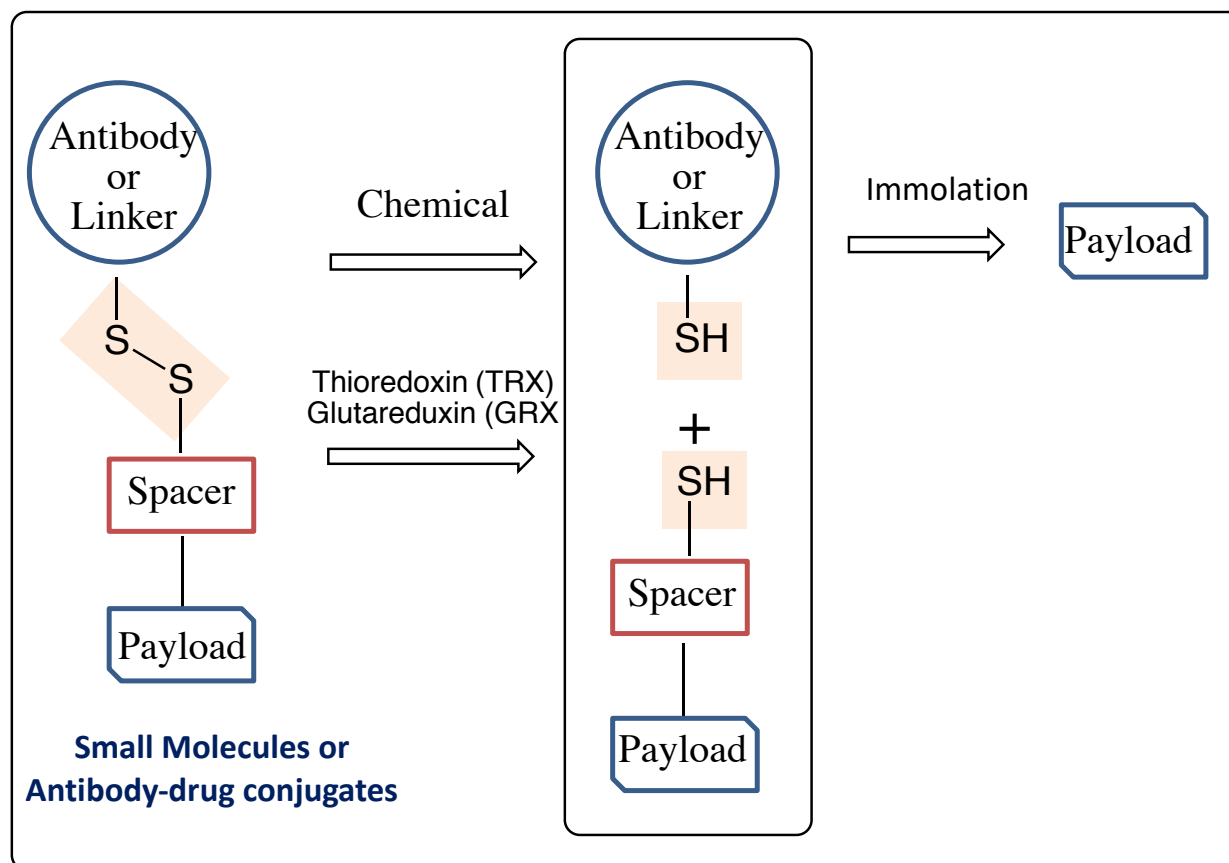 Antibody
or
Linker
S
S
Spacer
Payload
Small Molecules or
Antibody-drug conjugates
Chemical
Thioredoxin (TRX)
Glutareduxin (GRX
Antibody
or
Linker
SH
+
SH
Spacer
Payload
Immolation
Payload